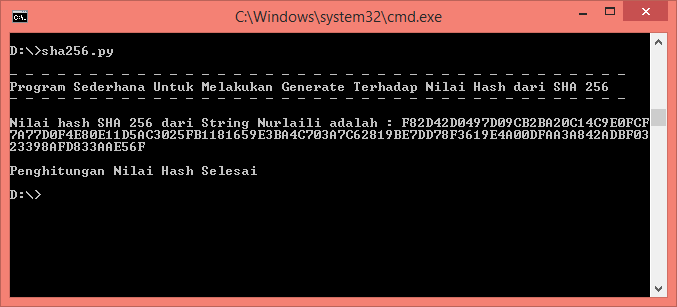 C:\Windows\system32\cmd.exe
D:\>sha256.py
- - - - - - - - - - - - - - - - - - - - - - - - - - - - - - - - - - - - - - -
Program Sederhana Untuk Melakukan Generate Terhadap Nilai Hash dari SHA 256
- - - - - - - - - - - - - - - - - - - - - - - - - - - - - - - - - - - - - - -
Nilai hash SHA 256 dari String Nurlaili adalah : F82D42D0497D09CB2BA20C14C9E0FCF
7A77D0F4E80E11D5AC3025FB1181659E3BA4C703A7C62819BE7DD78F3619E4A00DFAA3A842ADBF03
23398AFD833AAE56F
Penghitungan Nilai Hash Selesai
D:\>